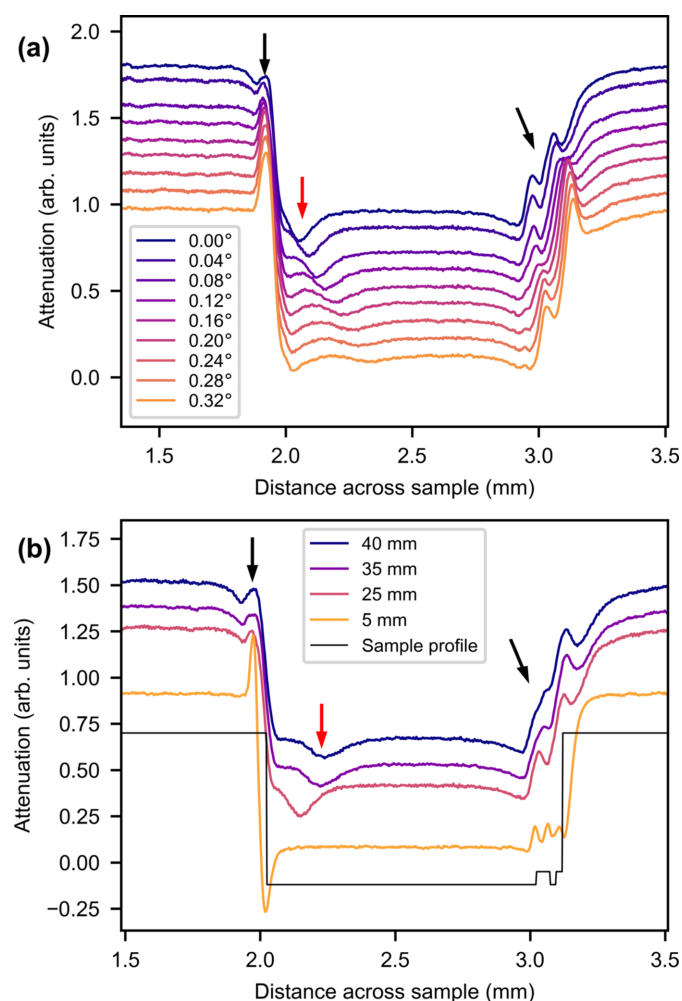 (a)
2.0
1.5
1.0
0.5
0.0
Attenuation (arb. units)
0.00°
0.04°
0.08°
0.12°
0.16°
0.20°
0.24°
0.28°
0.32°
1.5 2.0 2.5 3.0 3.5
Distance across sample (mm)
(b)
1.75
1.50
1.25
1.00
0.75
0.50
0.25
0.00
−0.25
Attenuation (arb. units)
40 mm
35 mm
25 mm
5 mm
Sample profile
1.5 2.0 2.5 3.0 3.5
Distance across sample (mm)